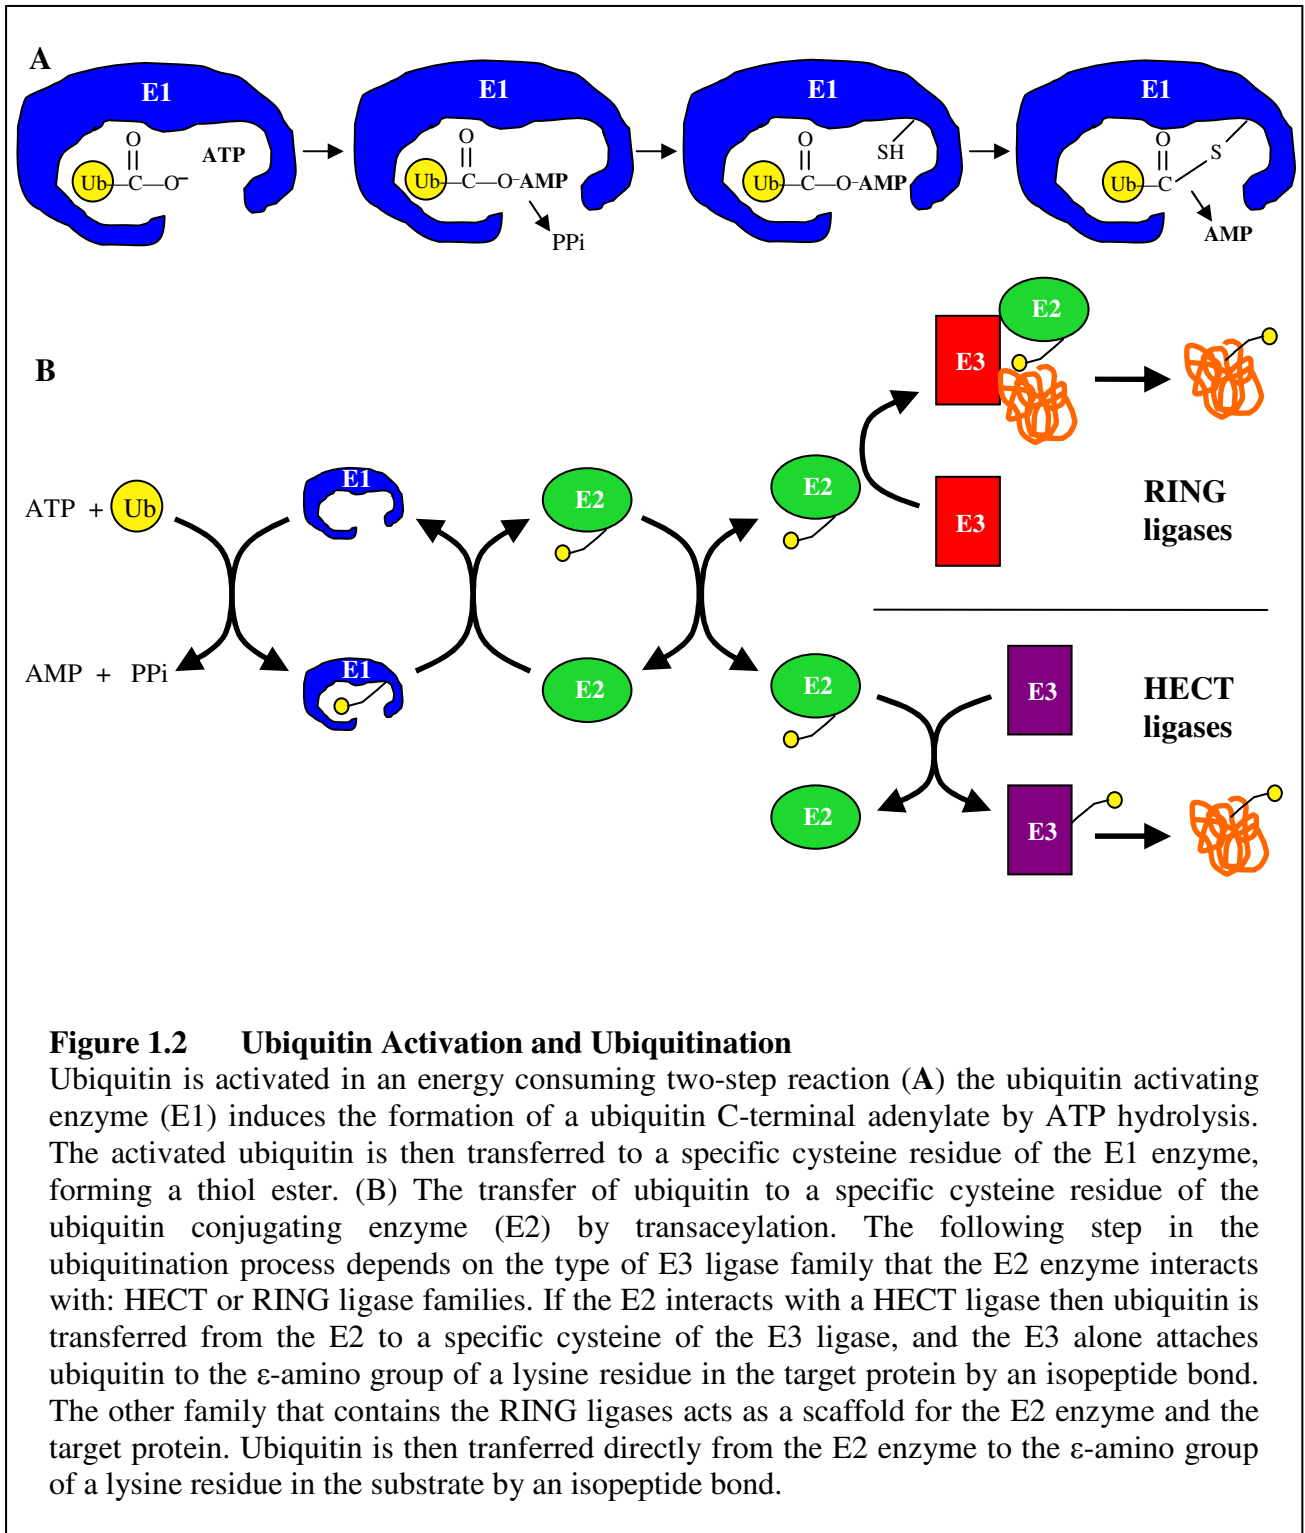 A
E1 E1 E1 E1
O
ATP
Ub C O–
O
Ub C O AMP
PPi
O
SH
Ub C O AMP
O
S
Ub C
AMP
B
E2
E3
E1
E2
E2
ATP + Ub
E3
RING
ligases
AMP + PPi
E1
E2
E2
E3
HECT
ligases
E2
E3
Figure 1.2 Ubiquitin Activation and Ubiquitination
Ubiquitin is activated in an energy consuming two-step reaction (A) the ubiquitin activating
enzyme (E1) induces the formation of a ubiquitin C-terminal adenylate by ATP hydrolysis.
The activated ubiquitin is then transferred to a specific cysteine residue of the E1 enzyme,
forming a thiol ester. (B) The transfer of ubiquitin to a specific cysteine residue of the
ubiquitin conjugating enzyme (E2) by transaceylation. The following step in the
ubiquitination process depends on the type of E3 ligase family that the E2 enzyme interacts
with: HECT or RING ligase families. If the E2 interacts with a HECT ligase then ubiquitin is
transferred from the E2 to a specific cysteine of the E3 ligase, and the E3 alone attaches
ubiquitin to the ε-amino group of a lysine residue in the target protein by an isopeptide bond.
The other family that contains the RING ligases acts as a scaffold for the E2 enzyme and the
target protein. Ubiquitin is then tranferred directly from the E2 enzyme to the ε-amino group
of a lysine residue in the substrate by an isopeptide bond.